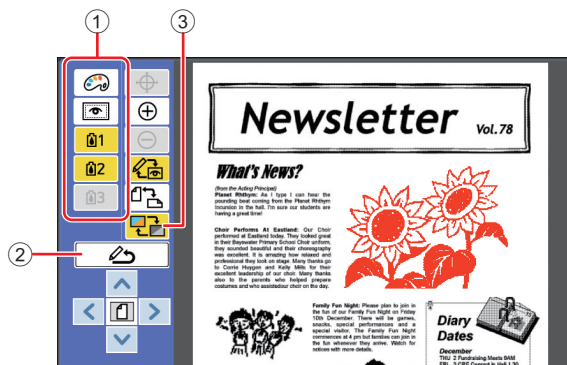 1
3
1
2
3
2
Newsletter Vol. 78
What's News?
(from the Acting Principal)
Planet Rhthym: As I type I can hear the
pounding beat coming from the Planet Rhthym
incursion in the hall. I'm sure our students are
having a great time!
Choir Performs At Eastland: Our Choir
performed at Eastland today. They looked great
in their Bayswater Primary School Choir uniform,
they sounded beautiful and their choreography
was excellent. It is amazing how relaxed and
professional they look on stage. Many thanks go
to Corrie Huygen and Kelly Mills for their
excellent leadership of our choir. Many thanks
also to the parents who helped prepare
costumes and who assistedour choir on the day.
Family Fun Night: Please plan to join in
the fun of our Family Fun Night on Friday
10th December. There will be games,
snacks, special performances and a
special visitor. The Family Fun Night
commences at 4 pm but families can join in
the fun whenever they arrive. Watch for
notices with more details.
Diary
Dates
December
THU 2 Fundraising Meets 9AM